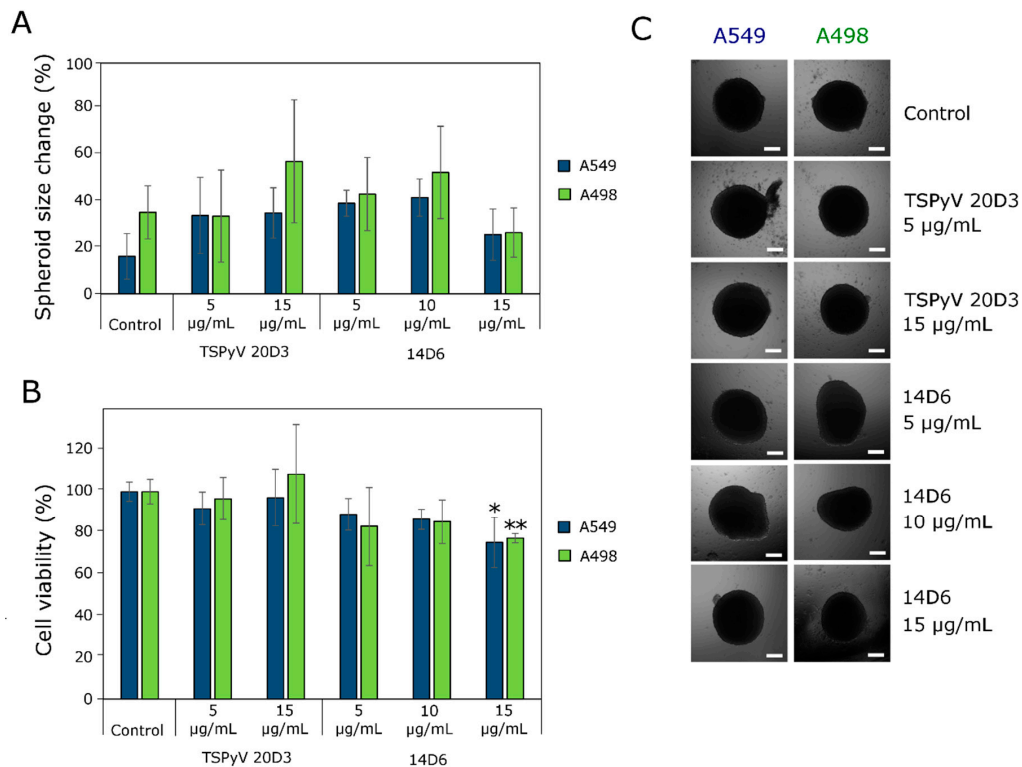 A
Spheroid size change (%)
100
80
60
40
20
0
Control
5
µg/mL
15
µg/mL
5
µg/mL
10
µg/mL
15
µg/mL
TSPyV 20D3
14D6
A549
A498
B
Cell viability (%)
120
100
80
60
40
20
0
*
**
Control
5
µg/mL
15
µg/mL
5
µg/mL
10
µg/mL
15
µg/mL
TSPyV 20D3
14D6
A549
A498
C
A549
A498
Control
TSPyV 20D3
5 µg/mL
TSPyV 20D3
15 µg/mL
14D6
5 µg/mL
14D6
10 µg/mL
14D6
15 µg/mL